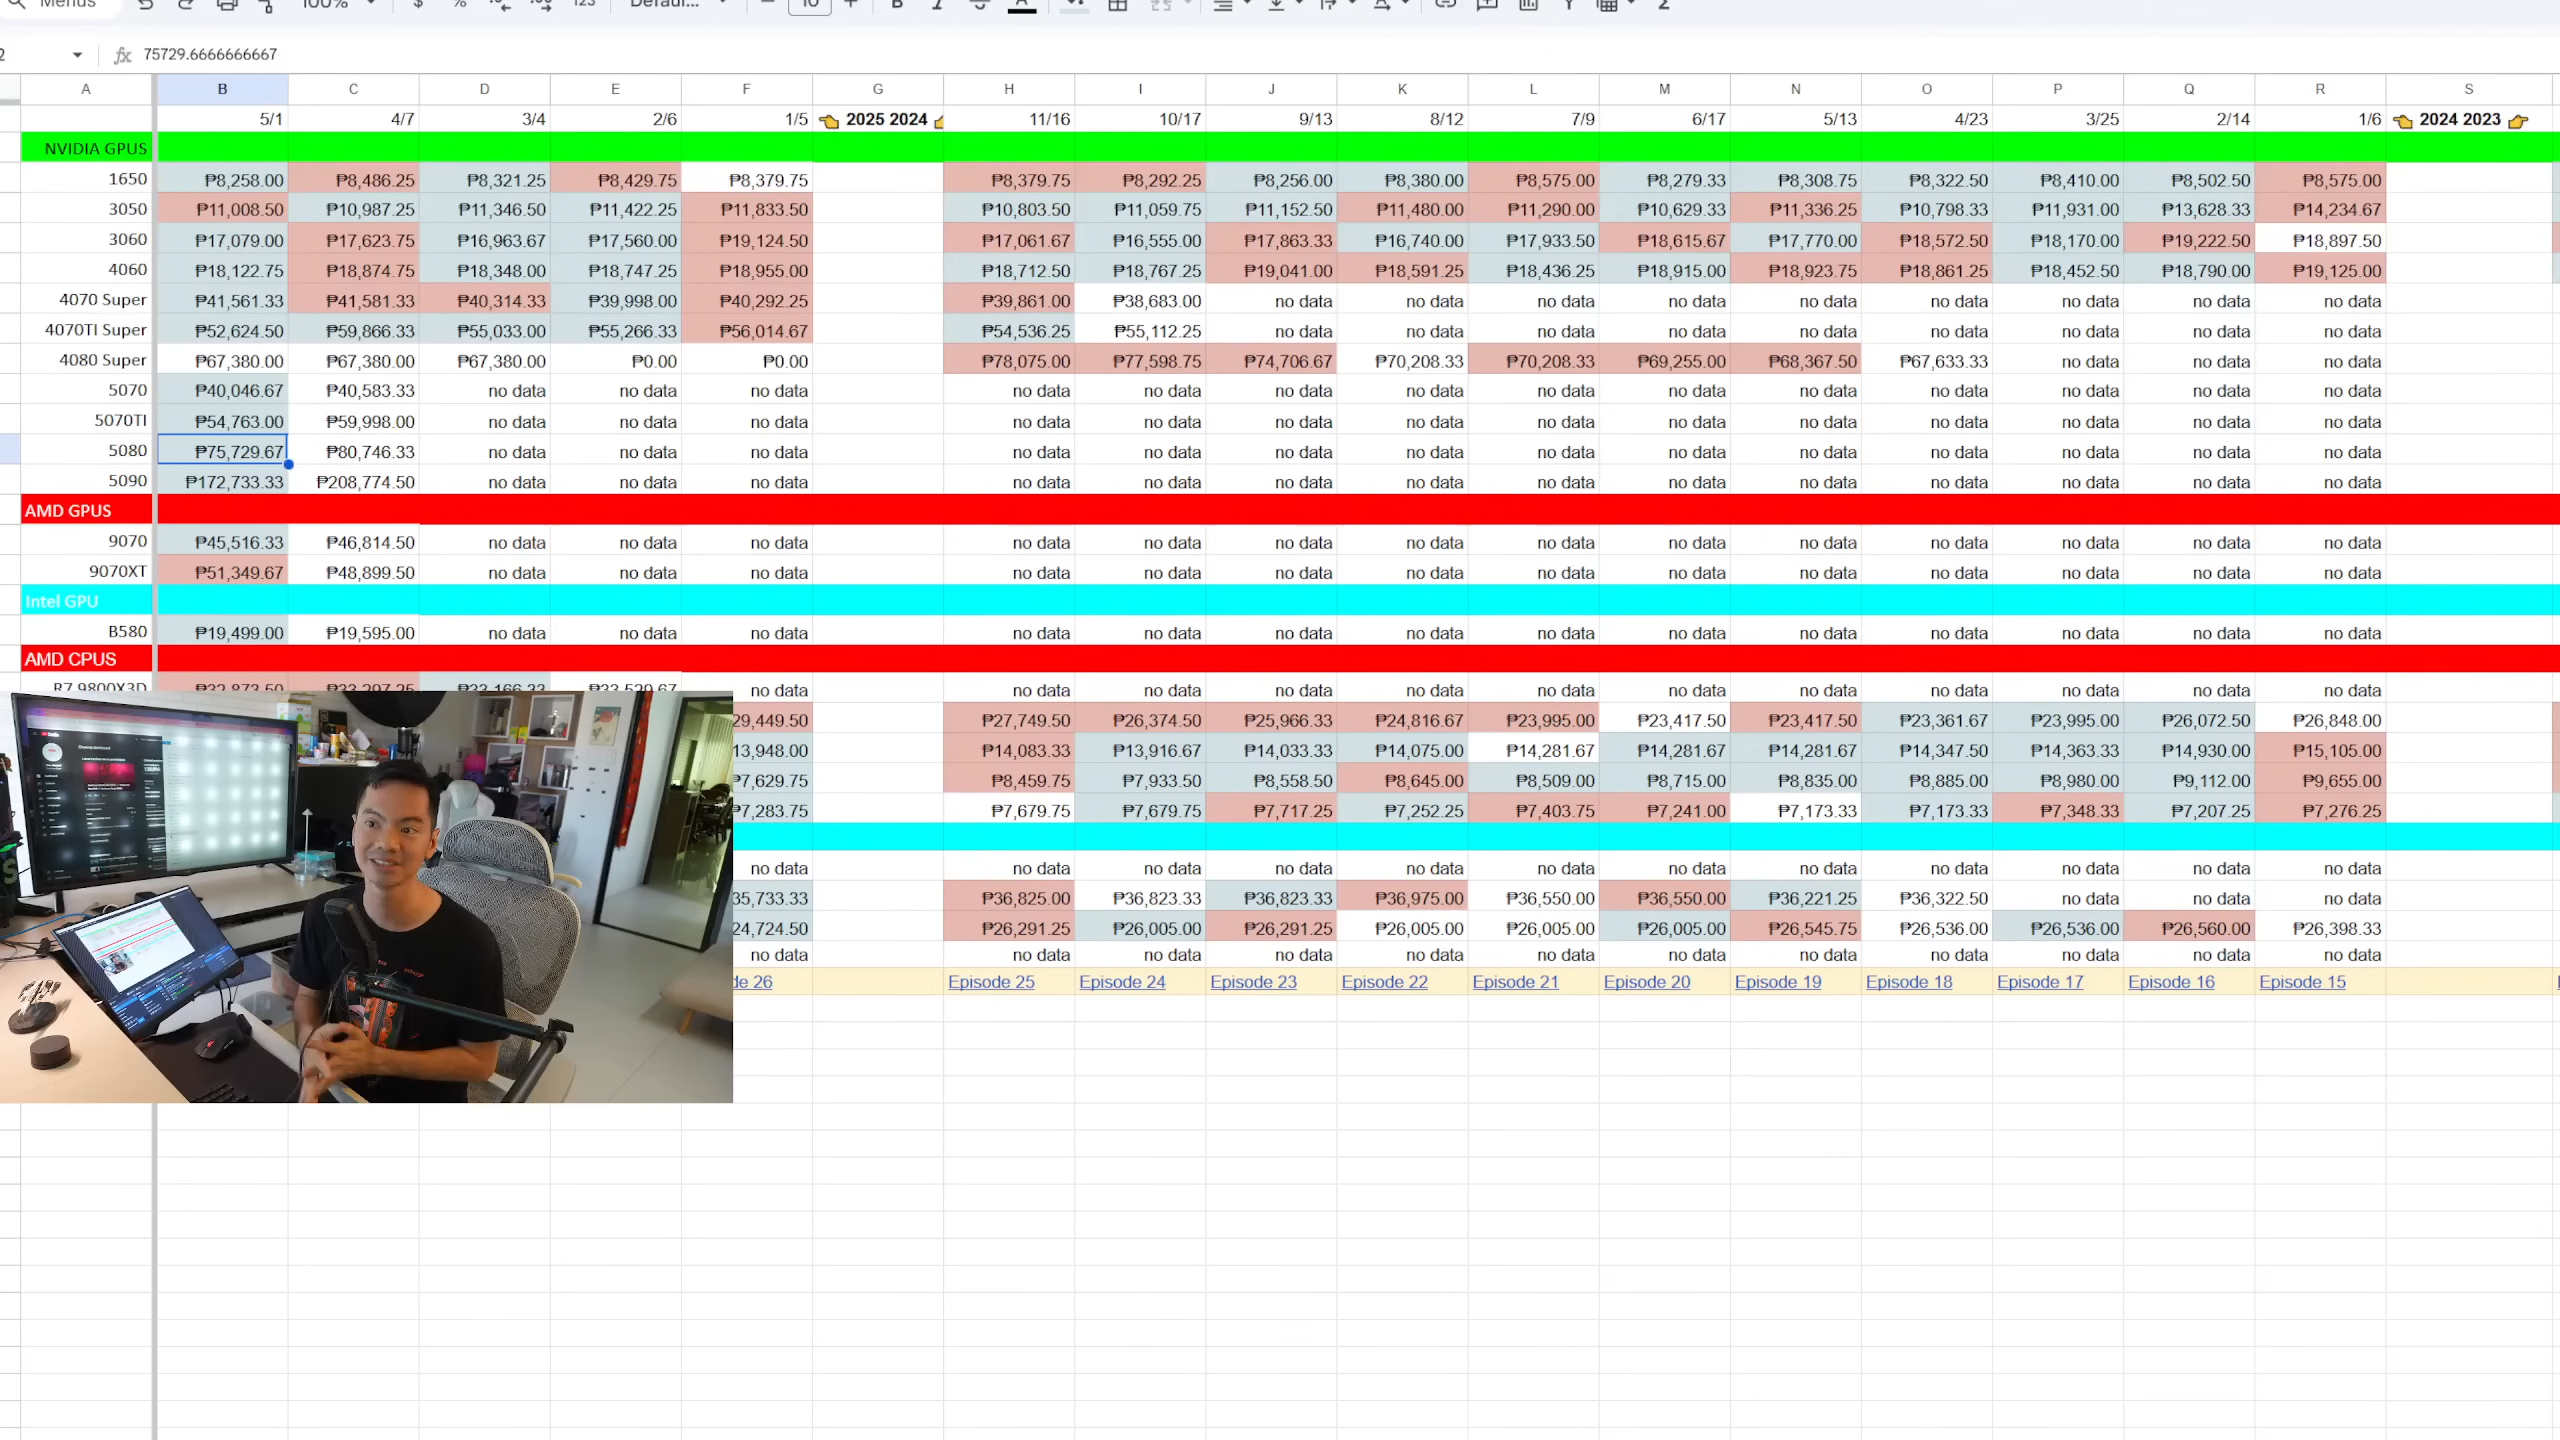 Menus 100% $ % 123 Defaul... 10 B I A
75729.6666666667
A B C D E F G H I J K L M N O P Q R S
5/1 4/7 3/4 2/6 1/5 👈 2025 2024 11/16 10/17 9/13 8/12 7/9 6/17 5/13 4/23 3/25 2/14 1/6 👈 2024 2023 👉
NVIDIA GPUS
1650 ₱8,258.00 ₱8,486.25 ₱8,321.25 ₱8,429.75 ₱8,379.75 ₱8,379.75 ₱8,292.25 ₱8,256.00 ₱8,380.00 ₱8,575.00 ₱8,279.33 ₱8,308.75 ₱8,322.50 ₱8,410.00 ₱8,502.50 ₱8,575.00
3050 ₱11,008.50 ₱10,987.25 ₱11,346.50 ₱11,422.25 ₱11,833.50 ₱10,803.50 ₱11,059.75 ₱11,152.50 ₱11,480.00 ₱11,290.00 ₱10,629.33 ₱11,336.25 ₱10,798.33 ₱11,931.00 ₱13,628.33 ₱14,234.67
3060 ₱17,079.00 ₱17,623.75 ₱16,963.67 ₱17,560.00 ₱19,124.50 ₱17,061.67 ₱16,555.00 ₱17,863.33 ₱16,740.00 ₱17,933.50 ₱18,615.67 ₱17,770.00 ₱18,572.50 ₱18,170.00 ₱19,222.50 ₱18,897.50
4060 ₱18,122.75 ₱18,874.75 ₱18,348.00 ₱18,747.25 ₱18,955.00 ₱18,712.50 ₱18,767.25 ₱19,041.00 ₱18,591.25 ₱18,436.25 ₱18,915.00 ₱18,923.75 ₱18,861.25 ₱18,452.50 ₱18,790.00 ₱19,125.00
4070 Super ₱41,561.33 ₱41,581.33 ₱40,314.33 ₱39,998.00 ₱40,292.25 ₱39,861.00 ₱38,683.00 no data no data no data no data no data no data no data no data no data
4070TI Super ₱52,624.50 ₱59,866.33 ₱55,033.00 ₱55,266.33 ₱56,014.67 ₱54,536.25 ₱55,112.25 no data no data no data no data no data no data no data no data no data
4080 Super ₱67,380.00 ₱67,380.00 ₱67,380.00 ₱0.00 ₱0.00 ₱78,075.00 ₱77,598.75 ₱74,706.67 ₱70,208.33 ₱70,208.33 ₱69,255.00 ₱68,367.50 ₱67,633.33 no data no data no data
5070 ₱40,046.67 ₱40,583.33 no data no data no data no data no data no data no data no data no data no data no data no data no data no data
5070TI ₱54,763.00 ₱59,998.00 no data no data no data no data no data no data no data no data no data no data no data no data no data no data
5080 ₱75,729.67 ₱80,746.33 no data no data no data no data no data no data no data no data no data no data no data no data no data no data
5090 ₱172,733.33 ₱208,774.50 no data no data no data no data no data no data no data no data no data no data no data no data no data no data
AMD GPUS
9070 ₱45,516.33 ₱46,814.50 no data no data no data no data no data no data no data no data no data no data no data no data no data no data
9070XT ₱51,349.67 ₱48,899.50 no data no data no data no data no data no data no data no data no data no data no data no data no data no data
Intel GPU
B580 ₱19,499.00 ₱19,595.00 no data no data no data no data no data no data no data no data no data no data no data no data no data no data
AMD CPUS
R7 9800X3D ₱32,873.50 ₱33,297.25 ₱33,166.33 ₱33,529.67 no data no data no data no data no data no data no data no data no data no data no data no data
29,449.50 ₱27,749.50 ₱26,374.50 ₱25,966.33 ₱24,816.67 ₱23,995.00 ₱23,417.50 ₱23,417.50 ₱23,361.67 ₱23,995.00 ₱26,072.50 ₱26,848.00
13,948.00 ₱14,083.33 ₱13,916.67 ₱14,033.33 ₱14,075.00 ₱14,281.67 ₱14,281.67 ₱14,281.67 ₱14,347.50 ₱14,363.33 ₱14,930.00 ₱15,105.00
₱7,629.75 ₱8,459.75 ₱7,933.50 ₱8,558.50 ₱8,645.00 ₱8,509.00 ₱8,715.00 ₱8,835.00 ₱8,885.00 ₱8,980.00 ₱9,112.00 ₱9,655.00
₱7,283.75 ₱7,679.75 ₱7,679.75 ₱7,717.25 ₱7,252.25 ₱7,403.75 ₱7,241.00 ₱7,173.33 ₱7,173.33 ₱7,348.33 ₱7,207.25 ₱7,276.25
no data no data no data no data no data no data no data no data no data no data no data no data
35,733.33 ₱36,825.00 ₱36,823.33 ₱36,823.33 ₱36,975.00 ₱36,550.00 ₱36,550.00 ₱36,221.25 ₱36,322.50 no data no data no data
24,724.50 ₱26,291.25 ₱26,005.00 ₱26,291.25 ₱26,005.00 ₱26,005.00 ₱26,005.00 ₱26,545.75 ₱26,536.00 ₱26,536.00 ₱26,560.00 ₱26,398.33
no data no data no data no data no data no data no data no data no data no data no data no data
de 26 Episode 25 Episode 24 Episode 23 Episode 22 Episode 21 Episode 20 Episode 19 Episode 18 Episode 17 Episode 16 Episode 15